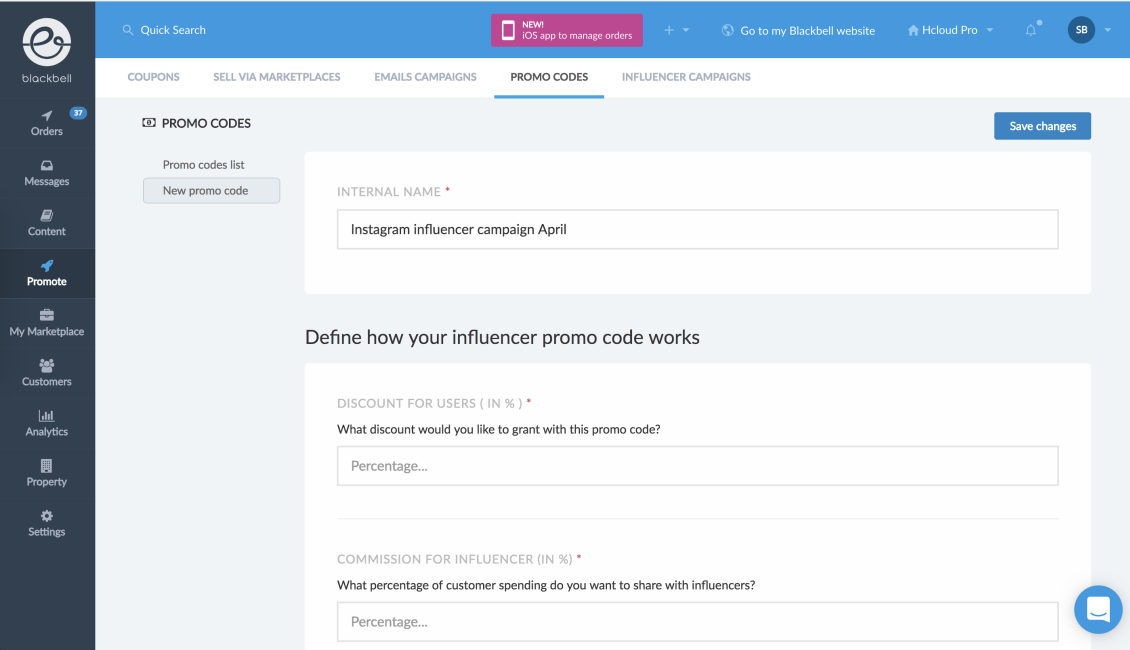 blackbell
Quick Search
NEW!
iOS app to manage orders
Go to my Blackbell website
Hcloud Pro
SB
COUPONS
SELL VIA MARKETPLACES
EMAILS CAMPAIGNS
PROMO CODES
INFLUENCER CAMPAIGNS
37
Orders
Messages
Content
Promote
My Marketplace
Customers
Analytics
Property
Settings
PROMO CODES
Save changes
Promo codes list
New promo code
INTERNAL NAME *
Instagram influencer campaign April
Define how your influencer promo code works
DISCOUNT FOR USERS ( IN % ) *
What discount would you like to grant with this promo code?
Percentage...
COMMISSION FOR INFLUENCER (IN %) *
What percentage of customer spending do you want to share with influencers?
Percentage...